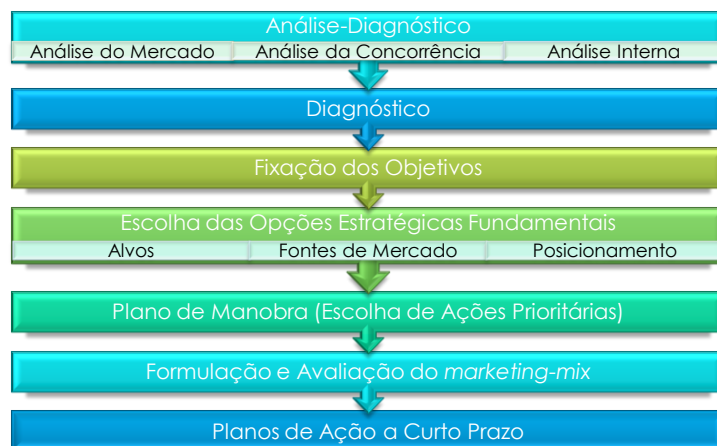 Análise-Diagnóstico
Análise do Mercado Análise da Concorrência Análise Interna
Diagnóstico
Fixação dos Objetivos
Escolha das Opções Estratégicas Fundamentais
Alvos Fontes de Mercado Posicionamento
Plano de Manobra (Escolha de Ações Prioritárias)
Formulação e Avaliação do marketing-mix
Planos de Ação a Curto Prazo